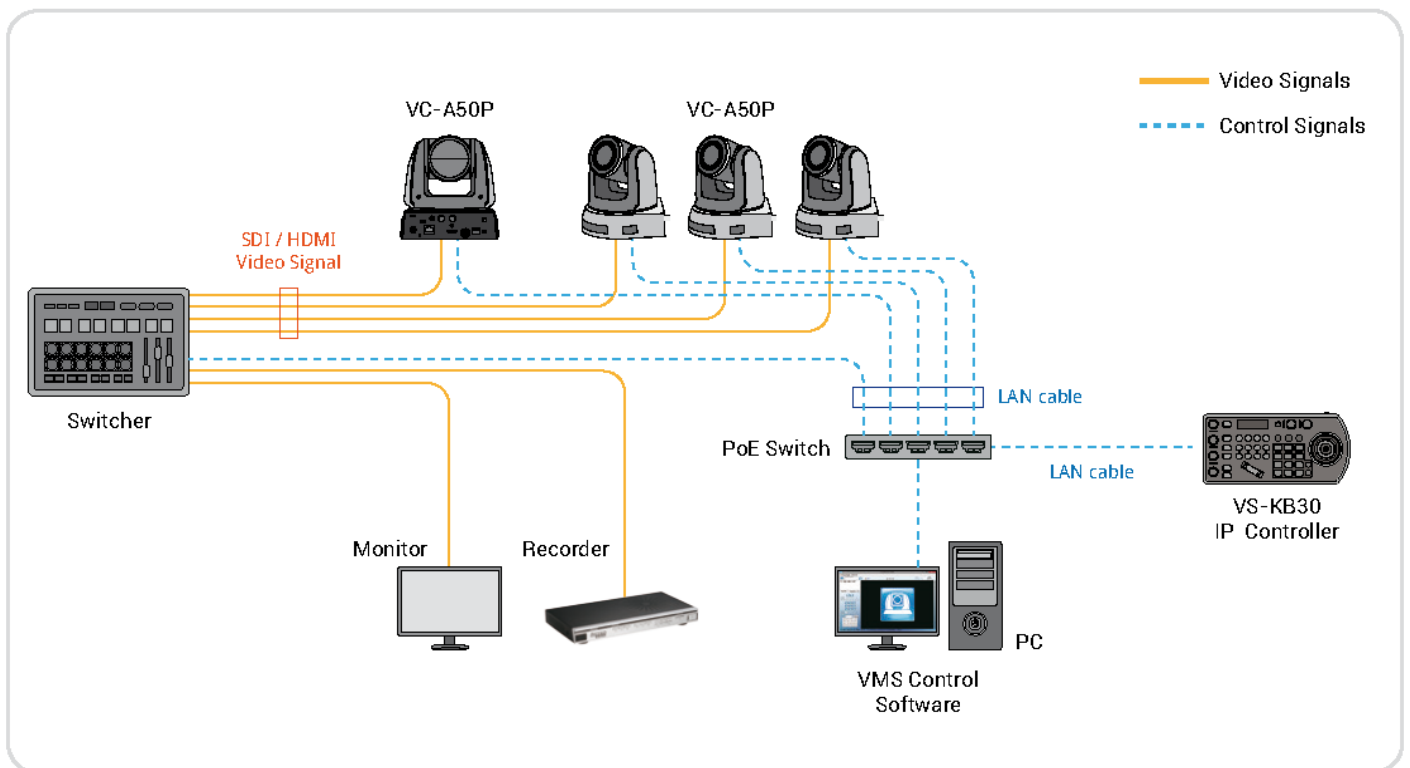 Video Signals
Control Signals
VC-A50P
VC-A50P
SDI / HDMI
Video Signal
Switcher
LAN cable
PoE Switch
LAN cable
VS-KB30
IP Controller
Monitor
Recorder
PC
VMS Control
Software